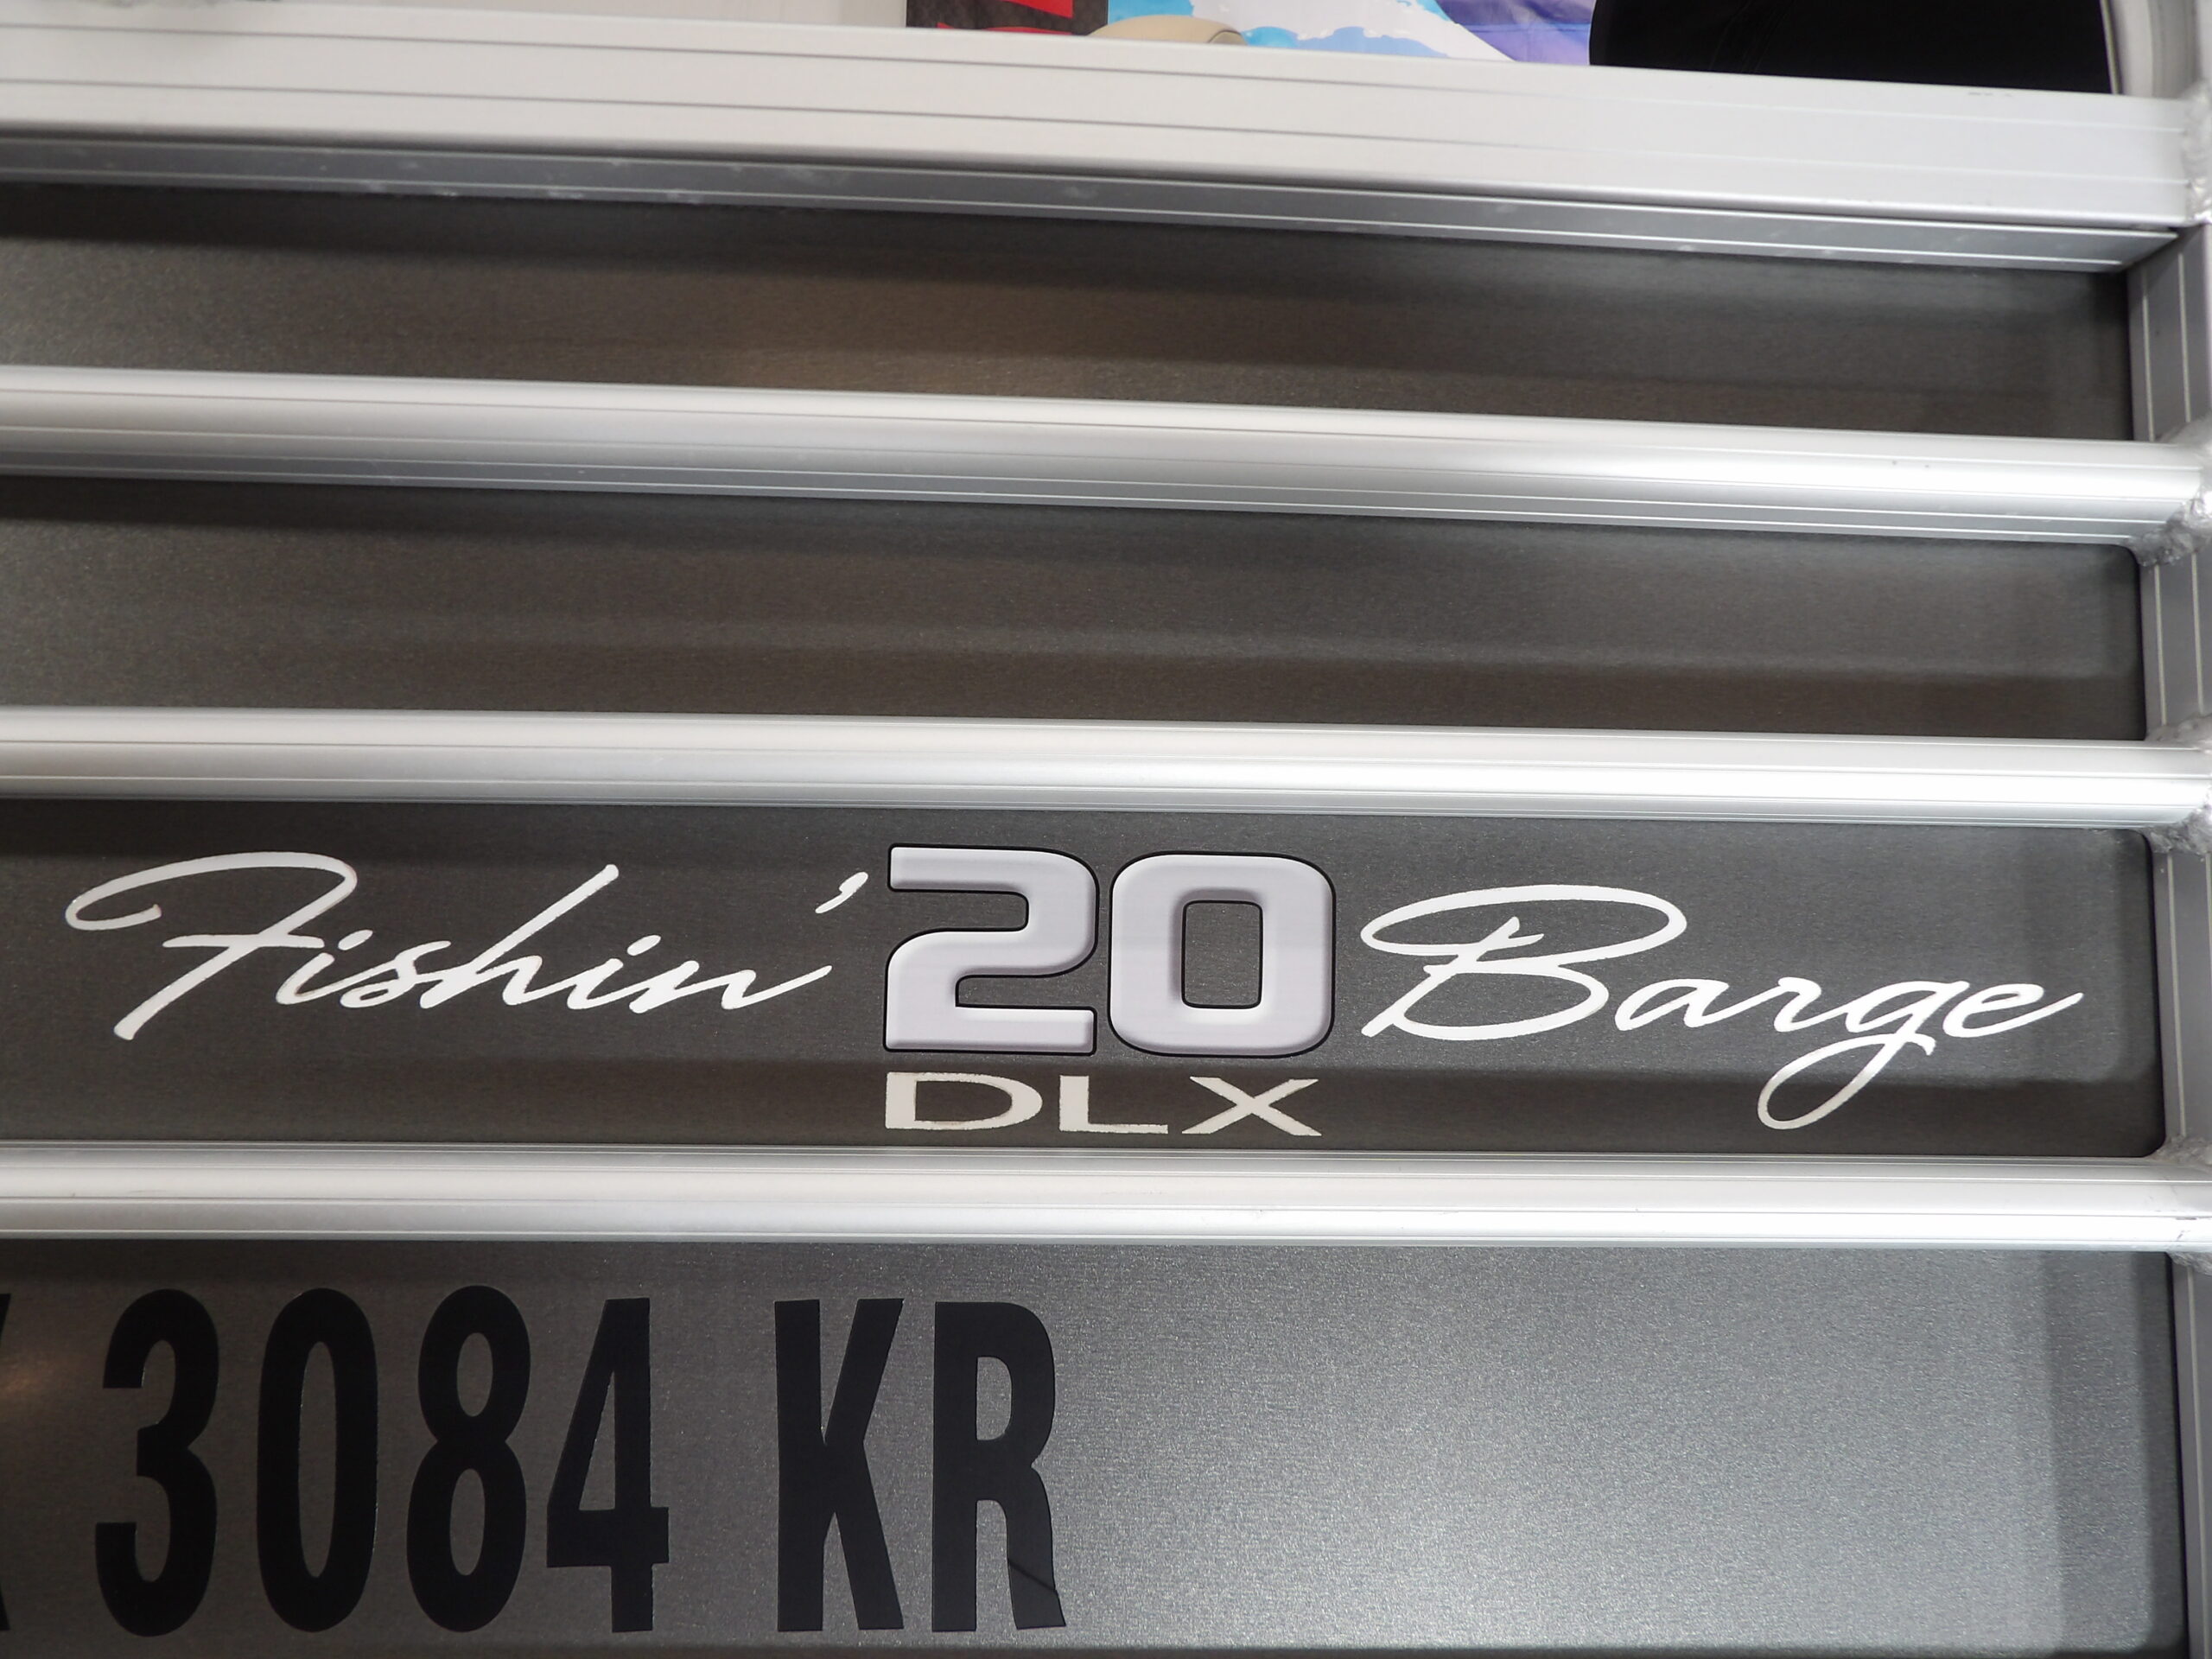 Fishin' 20 Barge
DLX
3084 KR